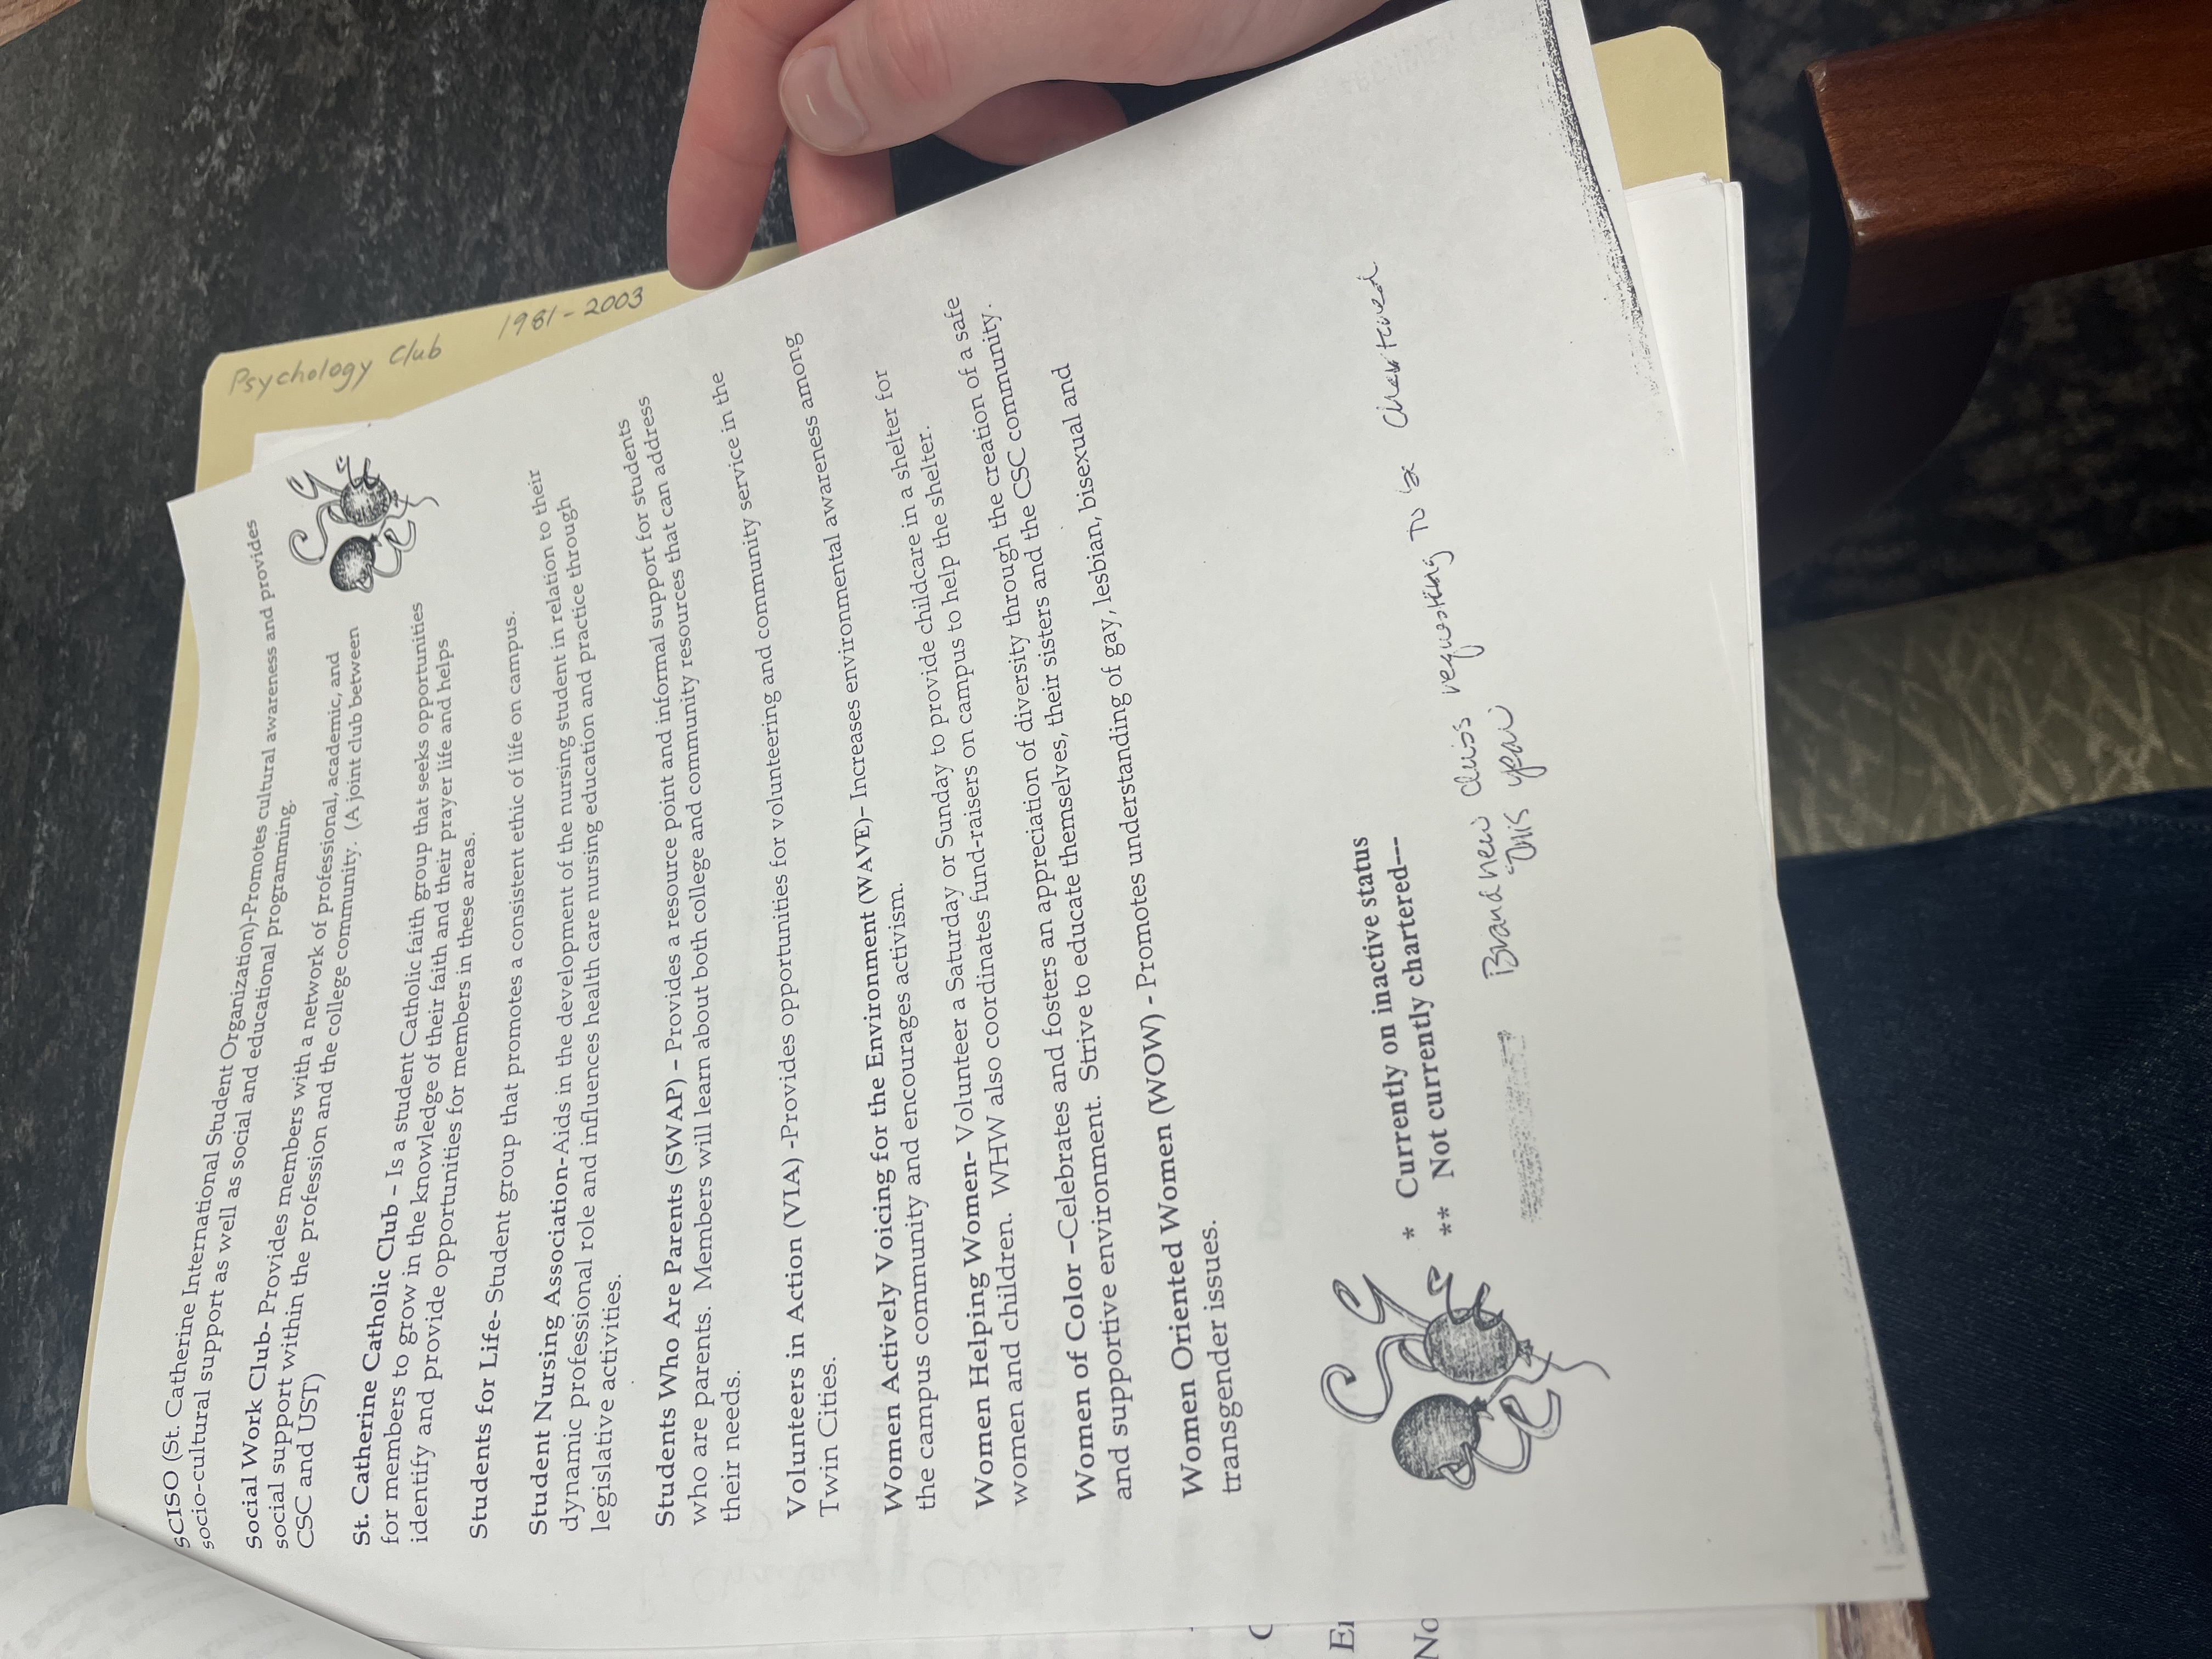 SCISO (St. Catherine International Student Organization)-Promotes cultural awareness and provides
socio-cultural support as well as social and educational programming.
Social Work Club- Provides members with a network of professional, academic, and
social support within the profession and the college community. (A joint club between
CSC and UST)
St. Catherine Catholic Club – Is a student Catholic faith group that seeks opportunities
for members to grow in the knowledge of their faith and their prayer life and helps
identify and provide opportunities for members in these areas.
Students for Life- Student group that promotes a consistent ethic of life on campus.
Student Nursing Association-Aids in the development of the nursing student in relation to their
dynamic professional role and influences health care nursing education and practice through
legislative activities.
Students Who Are Parents (SWAP) – Provides a resource point and informal support for students
who are parents. Members will learn about both college and community resources that can address
their needs.
Volunteers in Action (VIA) -Provides opportunities for volunteering and community service in the
Twin Cities.
Women Actively Voicing for the Environment (WAVE)– Increases environmental awareness among
the campus community and encourages activism.
Women Helping Women- Volunteer a Saturday or Sunday to provide childcare in a shelter for
women and children. WHW also coordinates fund-raisers on campus to help the shelter.
Women of Color –Celebrates and fosters an appreciation of diversity through the creation of a safe
and supportive environment. Strive to educate themselves, their sisters and the CSC community.
Women Oriented Women (WOW) - Promotes understanding of gay, lesbian, bisexual and
transgender issues.
* Currently on inactive status
** Not currently chartered---
Brand new clubs requesting to be chartered
this year
11
Psychology Club 1981-2003
No